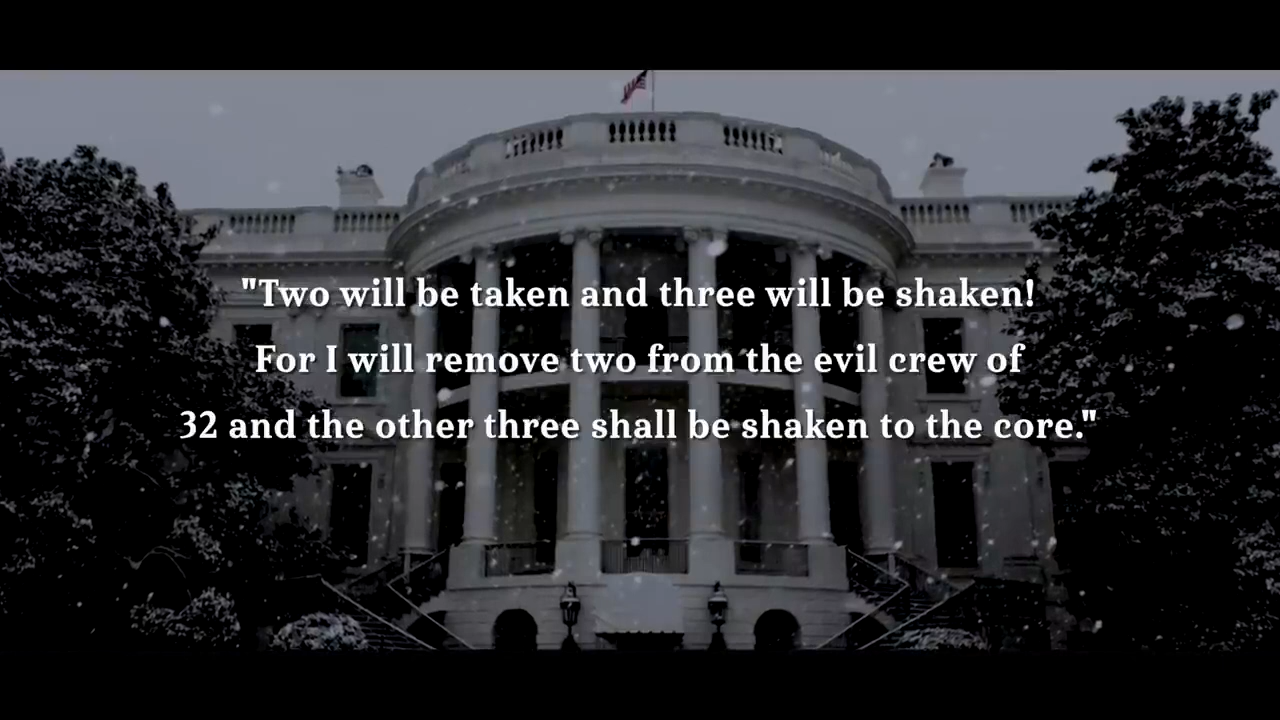 "Two will be taken and three will be shaken!
For I will remove two from the evil crew of
32 and the other three shall be shaken to the core."